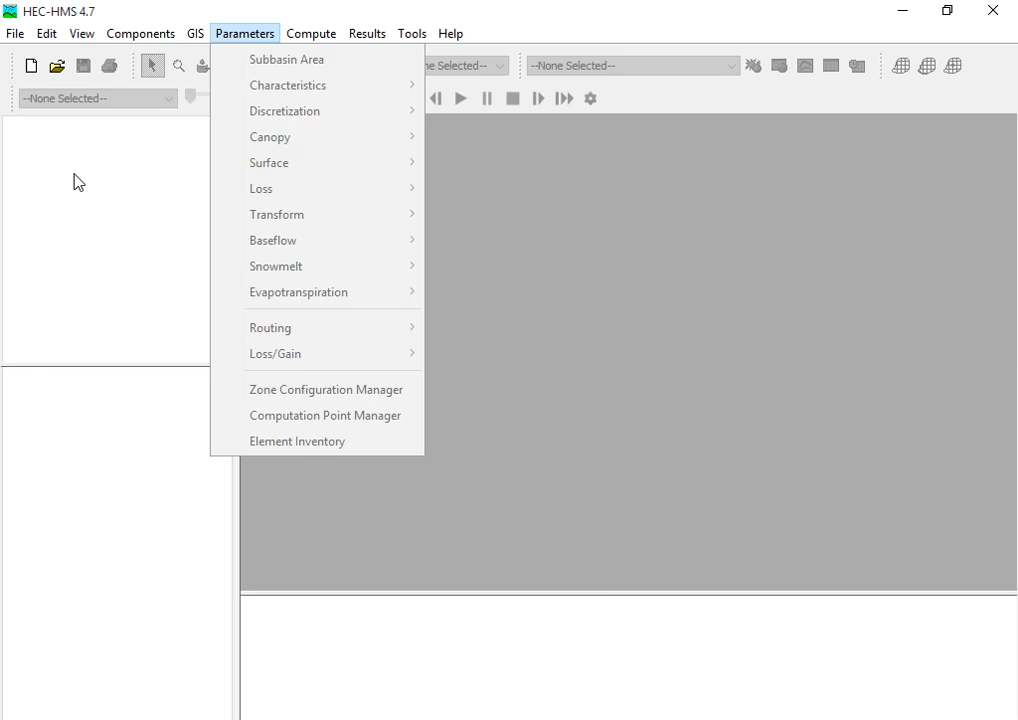 HEC-HMS 4.7
File Edit View Components GIS Parameters Compute Results Tools Help
ne Selected-- --None Selected--
--None Selected--
Subbasin Area
Characteristics
Discretization
Canopy
Surface
Loss
Transform
Baseflow
Snowmelt
Evapotranspiration
Routing
Loss/Gain
Zone Configuration Manager
Computation Point Manager
Element Inventory